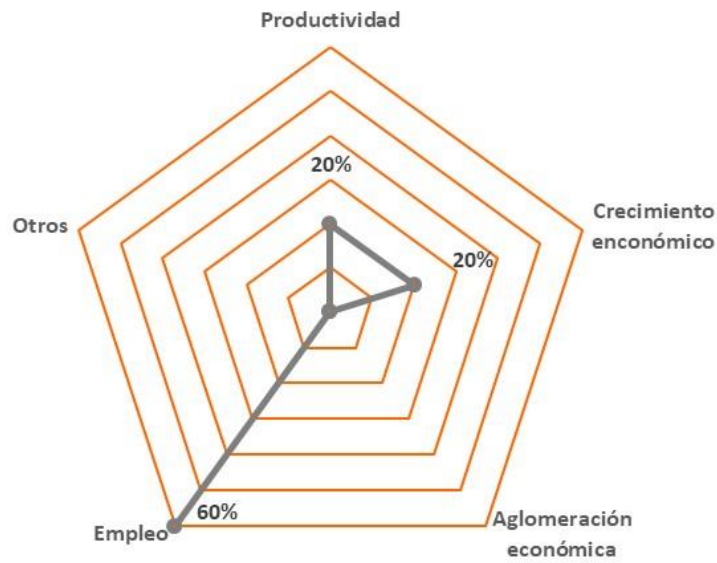 Productividad
20%
Crecimiento
enconómico
20%
Otros
60%
Empleo
Aglomeración
económica